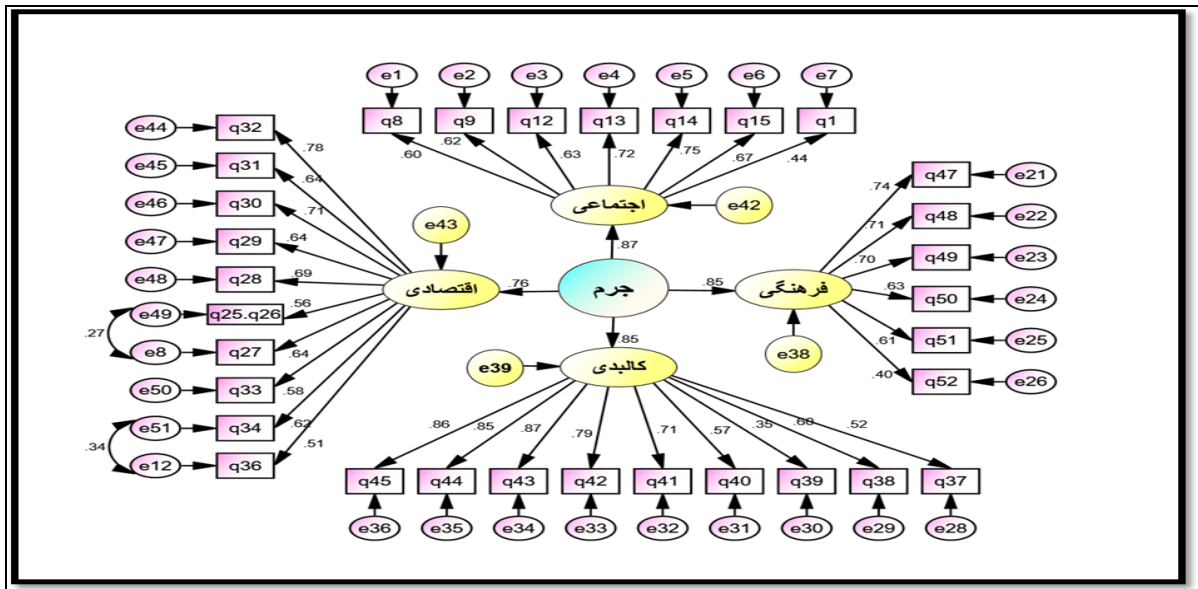 e1 e2 e3 e4 e5 e6 e7
q8 q9 q12 q13 q14 q15 q1
.60 .62 .63 .72 .75 .67 .44
اجتماعی
e42
.87
e44 q32 .78
e45 q31 .64
e46 q30 .71
e47 q29 .64
e48 q28 .69
e49 q25.q26 .56
.27
e8 q27 .64
e50 q33 .58
e51 q34 .62
.34
e12 q36 .51
e43
اقتصادی
.76
جرم
.85
فرهنگی
e38
.74 q47 e21
.71 q48 e22
.70 q49 e23
.63 q50 e24
.61 q51 e25
.40 q52 e26
.85
e39
کالبدی
.86 .85 .87 .79 .71 .57 .35 .60 .52
q45 q44 q43 q42 q41 q40 q39 q38 q37
e36 e35 e34 e33 e32 e31 e30 e29 e28